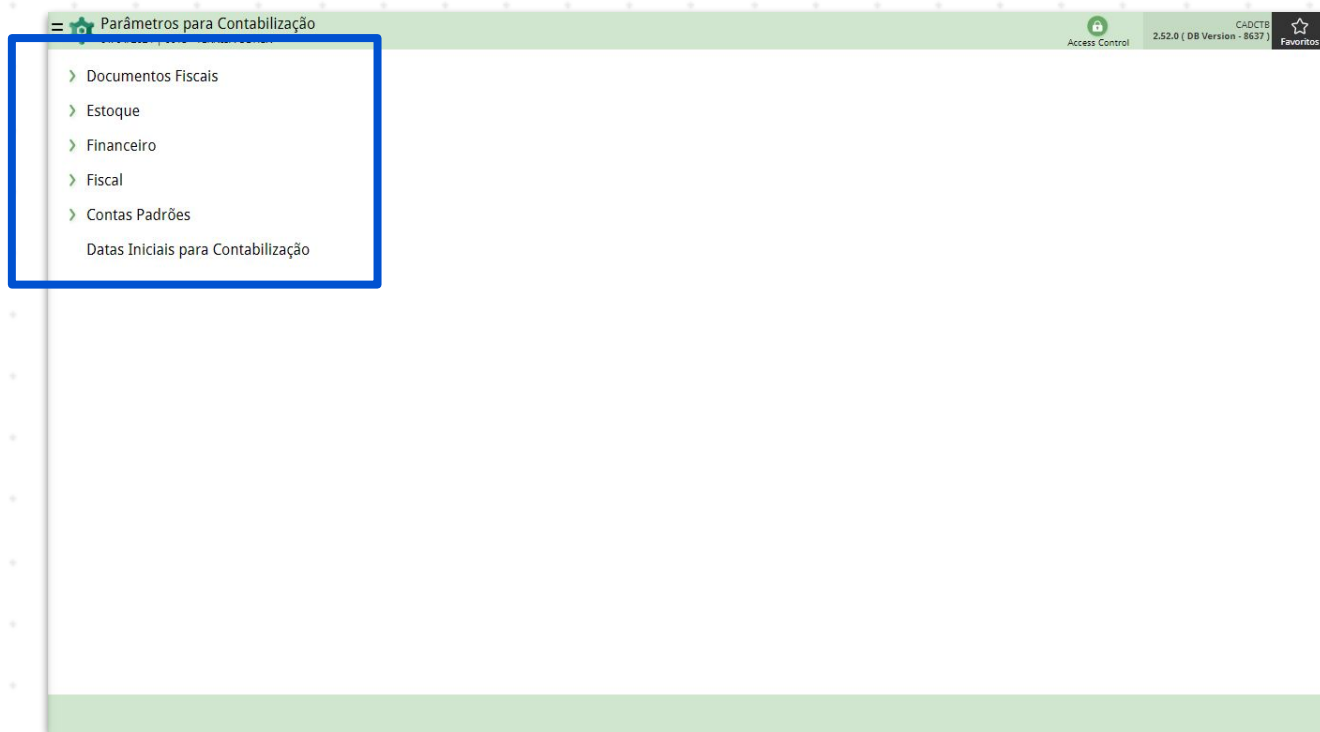 Parâmetros para Contabilização
Access Control
CADCTB
2.52.0 ( DB Version - 8637 )
Favoritos
Documentos Fiscais
Estoque
Financeiro
Fiscal
Contas Padrões
Datas Iniciais para Contabilização